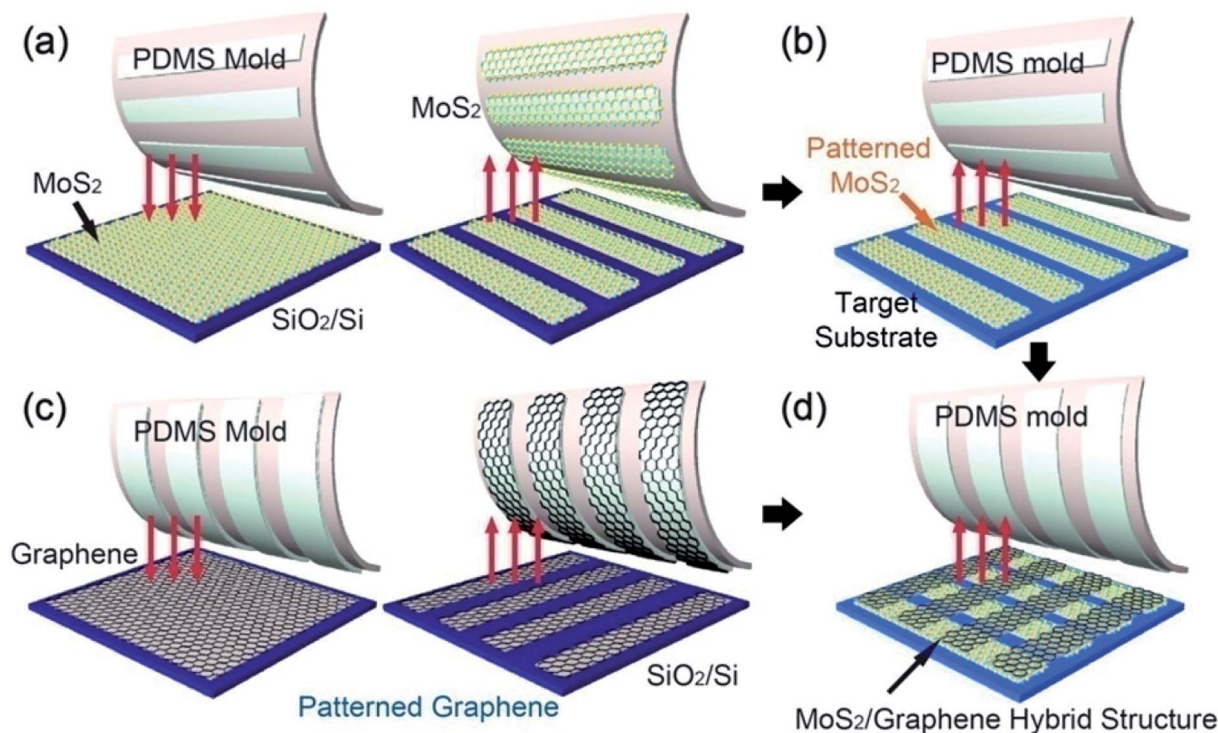 (a)
PDMS Mold
MoS₂
SiO₂/Si
MoS₂
(b)
PDMS mold
Patterned
MoS₂
Target
Substrate
(c)
PDMS Mold
Graphene
SiO₂/Si
Patterned Graphene
(d)
PDMS mold
MoS₂/Graphene Hybrid Structure